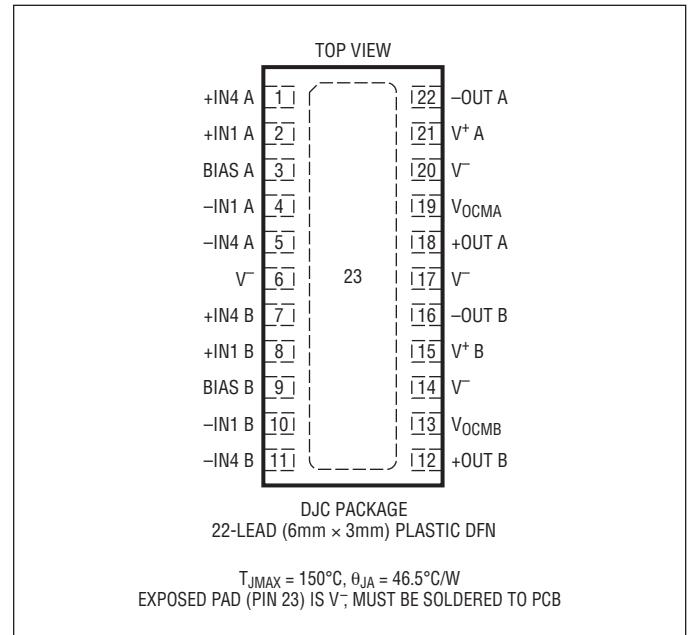 TOP VIEW
+IN4 A 1 22 –OUT A
+IN1 A 2 21 V⁺ A
BIAS A 3 20 V⁻
–IN1 A 4 19 VOCMA
–IN4 A 5 18 +OUT A
V⁻ 6 23 17 V⁻
+IN4 B 7 16 –OUT B
+IN1 B 8 15 V⁺ B
BIAS B 9 14 V⁻
–IN1 B 10 13 VOCMB
–IN4 B 11 12 +OUT B
DJC PACKAGE
22-LEAD (6mm × 3mm) PLASTIC DFN
TJMAX = 150°C, θJA = 46.5°C/W
EXPOSED PAD (PIN 23) IS V⁻, MUST BE SOLDERED TO PCB